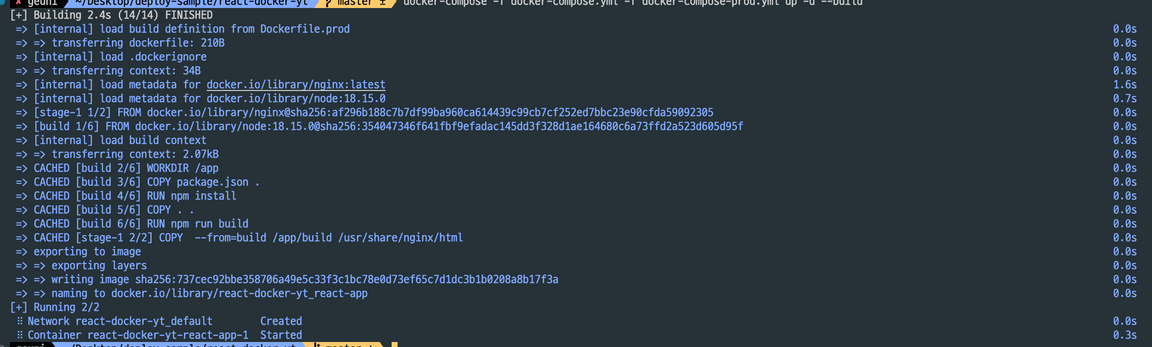 ✗ geuni ~/Desktop/deploy-sample/react-docker-yt master ± docker-compose -f docker-compose.yml -f docker-compose-prod.yml up -d --build
[+] Building 2.4s (14/14) FINISHED
=> [internal] load build definition from Dockerfile.prod 0.0s
=> => transferring dockerfile: 210B 0.0s
=> [internal] load .dockerignore 0.0s
=> => transferring context: 34B 0.0s
=> [internal] load metadata for docker.io/library/nginx:latest 1.6s
=> [internal] load metadata for docker.io/library/node:18.15.0 0.7s
=> [stage-1 1/2] FROM docker.io/library/nginx@sha256:af296b188c7b7df99ba960ca614439c99cb7cf252ed7bbc23e90cfda59092305 0.0s
=> [build 1/6] FROM docker.io/library/node:18.15.0@sha256:354047346f641fbf9efadac145dd3f328d1ae164680c6a73ffd2a523d605d95f 0.0s
=> [internal] load build context 0.0s
=> => transferring context: 2.07kB 0.0s
=> CACHED [build 2/6] WORKDIR /app 0.0s
=> CACHED [build 3/6] COPY package.json . 0.0s
=> CACHED [build 4/6] RUN npm install 0.0s
=> CACHED [build 5/6] COPY . . 0.0s
=> CACHED [build 6/6] RUN npm run build 0.0s
=> CACHED [stage-1 2/2] COPY --from=build /app/build /usr/share/nginx/html 0.0s
=> exporting to image 0.0s
=> => exporting layers 0.0s
=> => writing image sha256:737cec92bbe358706a49e5c33f3c1bc78e0d73ef65c7d1dc3b1b0208a8b17f3a 0.0s
=> => naming to docker.io/library/react-docker-yt_react-app 0.0s
[+] Running 2/2
⠿ Network react-docker-yt_default Created 0.0s
⠿ Container react-docker-yt-react-app-1 Started 0.3s